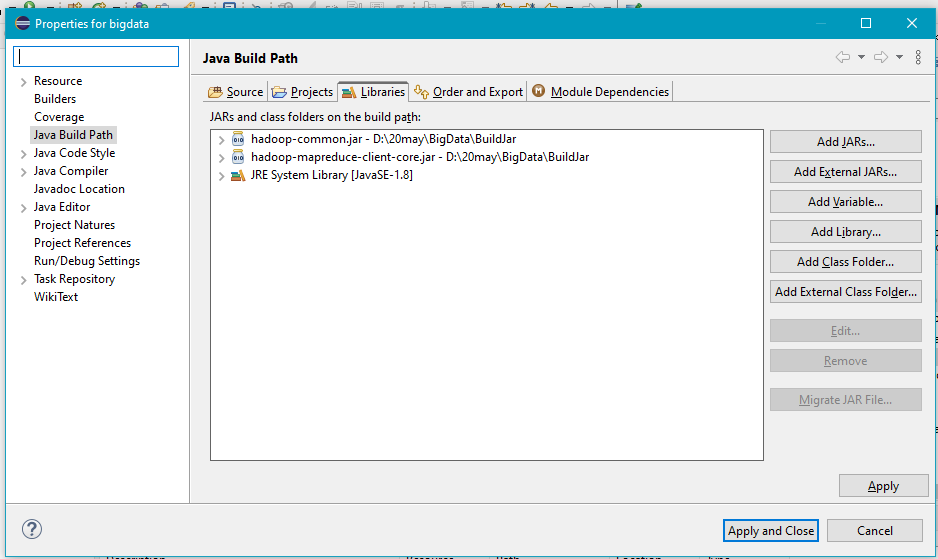 Properties for bigdata
Java Build Path
Resource
Builders
Coverage
Java Build Path
Java Code Style
Java Compiler
Javadoc Location
Java Editor
Project Natures
Project References
Run/Debug Settings
Task Repository
WikiText
Source Projects Libraries Order and Export Module Dependencies
JARs and class folders on the build path:
hadoop-common.jar - D:\20may\BigData\BuildJar
hadoop-mapreduce-client-core.jar - D:\20may\BigData\BuildJar
JRE System Library [JavaSE-1.8]
Add JARs...
Add External JARs...
Add Variable...
Add Library...
Add Class Folder...
Add External Class Folder...
Edit...
Remove
Migrate JAR File...
Apply
Apply and Close
Cancel